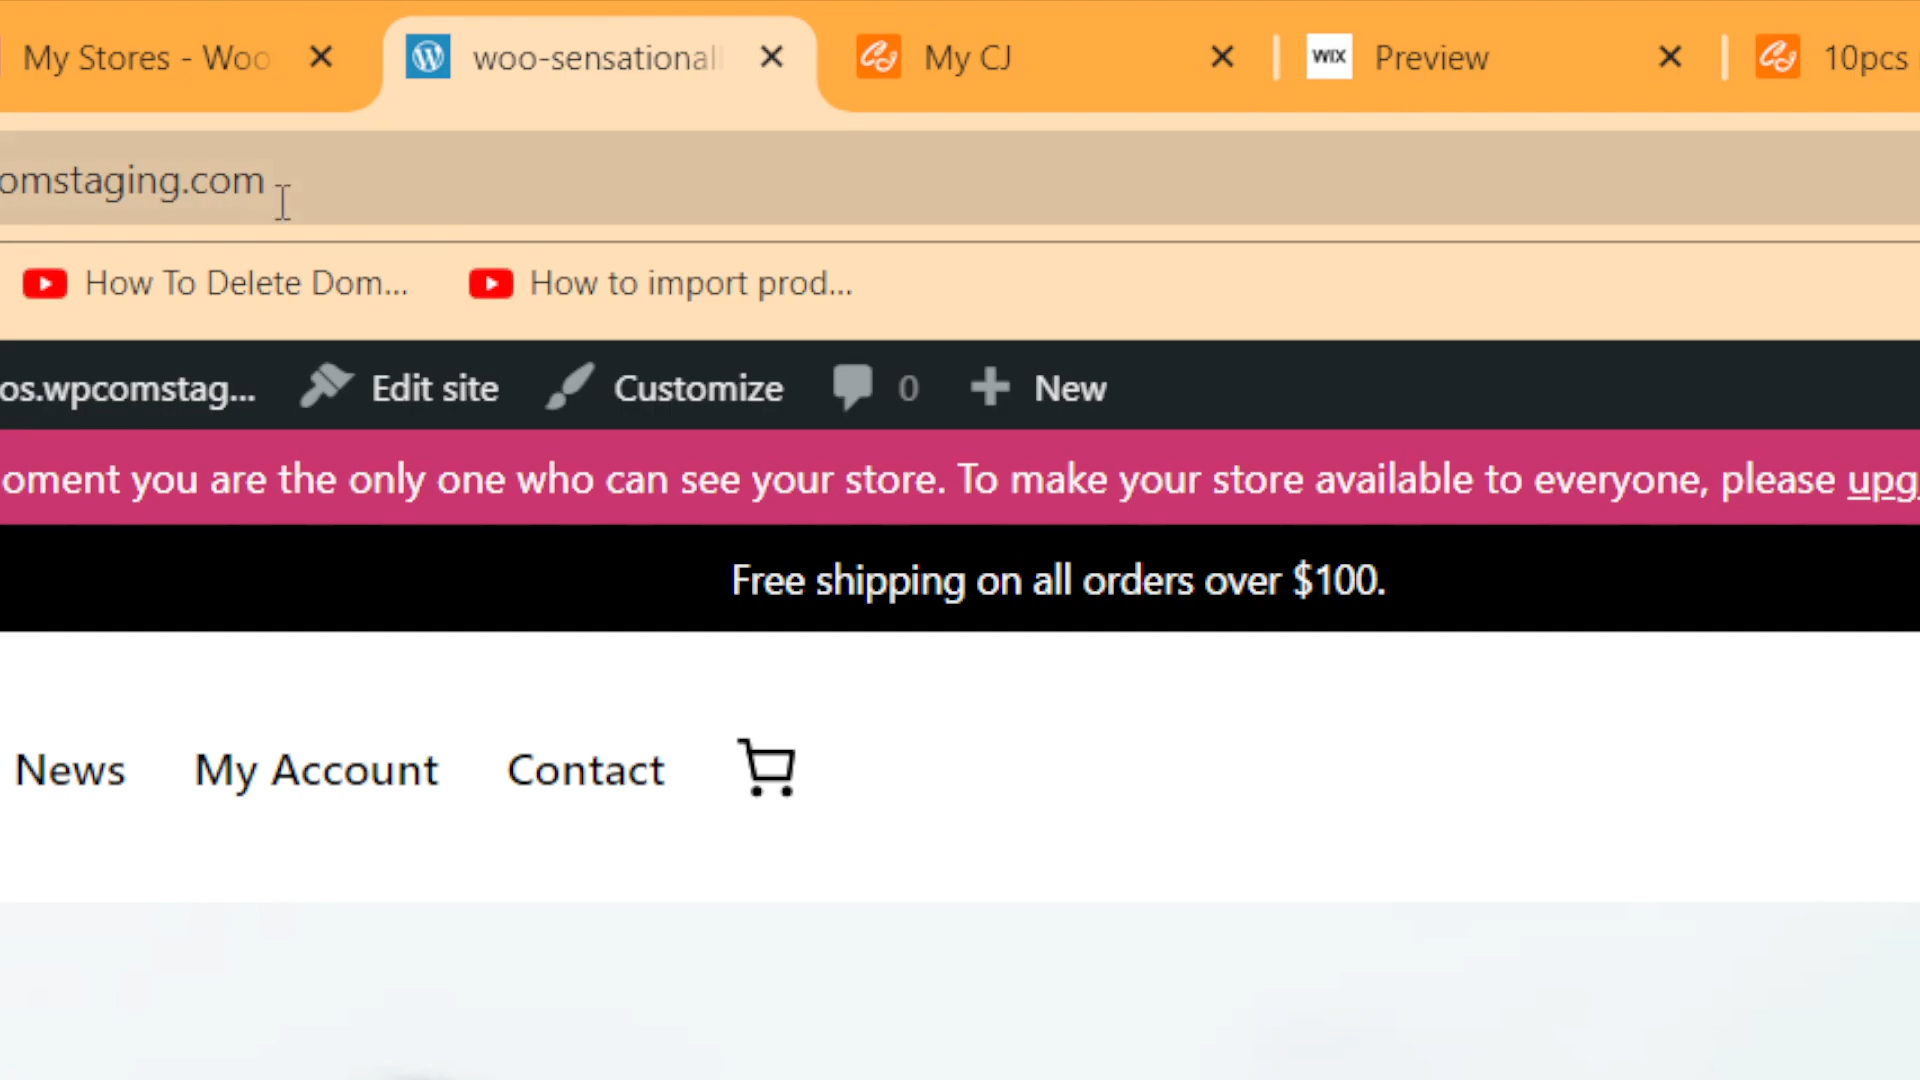 My Stores - Woo
woo-sensationall
My CJ
WIX
Preview
10pcs
omstaging.com
How To Delete Dom...
How to import prod...
os.wpcomstag...
Edit site
Customize
0
New
oment you are the only one who can see your store. To make your store available to everyone, please upg
Free shipping on all orders over $100.
News
My Account
Contact